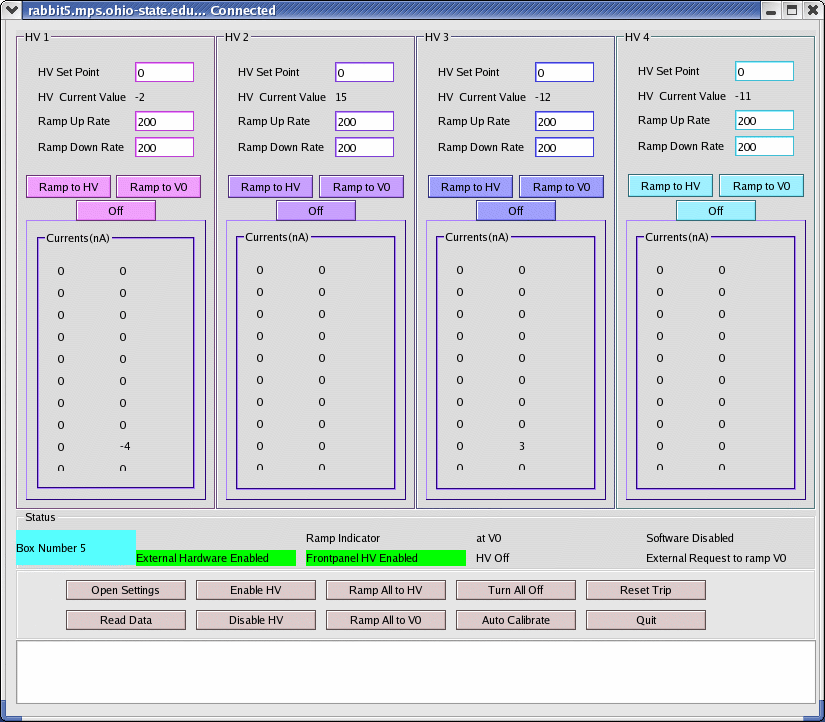 rabbit5.mps.ohio-state.edu... Connected
HV 1
HV Set Point 0
HV Current Value -2
Ramp Up Rate 200
Ramp Down Rate 200
Ramp to HV Ramp to V0
Off
Currents(nA)
0 0
0 0
0 0
0 0
0 0
0 0
0 0
0 0
0 -4
0 0
HV 2
HV Set Point 0
HV Current Value 15
Ramp Up Rate 200
Ramp Down Rate 200
Ramp to HV Ramp to V0
Off
Currents(nA)
0 0
0 0
0 0
0 0
0 0
0 0
0 0
0 0
0 0
0 0
HV 3
HV Set Point 0
HV Current Value -12
Ramp Up Rate 200
Ramp Down Rate 200
Ramp to HV Ramp to V0
Off
Currents(nA)
0 0
0 0
0 0
0 0
0 0
0 0
0 0
0 0
0 3
0 0
HV 4
HV Set Point 0
HV Current Value -11
Ramp Up Rate 200
Ramp Down Rate 200
Ramp to HV Ramp to V0
Off
Currents(nA)
0 0
0 0
0 0
0 0
0 0
0 0
0 0
0 0
0 0
0 0
Status
Ramp Indicator at V0 Software Disabled
Box Number 5
External Hardware Enabled Frontpanel HV Enabled HV Off External Request to ramp V0
Open Settings Enable HV Ramp All to HV Turn All Off Reset Trip
Read Data Disable HV Ramp All to V0 Auto Calibrate Quit